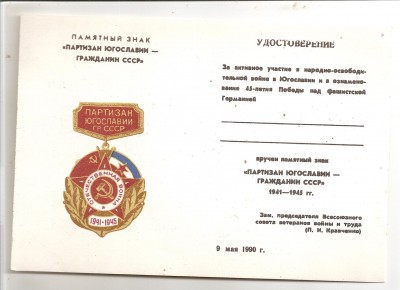 ПАМЯТНЫЙ ЗНАК
«ПАРТИЗАН ЮГОСЛАВИИ —
ГРАЖДАНИН СССР»
ПАРТИЗАН
ЮГОСЛАВИИ
ГР. СССР
ОТЕЧЕСТВЕННАЯ ВОЙНА
1941-1945
УДОСТОВЕРЕНИЕ
За активное участие в народно-освободи-
тельной войне в Югославии и в ознамено-
вание 45-летия Победы над фашистской
Германией
вручен памятный знак
«ПАРТИЗАН ЮГОСЛАВИИ —
ГРАЖДАНИН СССР»
1941—1945 гг.
Зам. председателя Всесоюзного
совета ветеранов войны и труда
(П. И. Кравченко)
9 мая 1990 г.